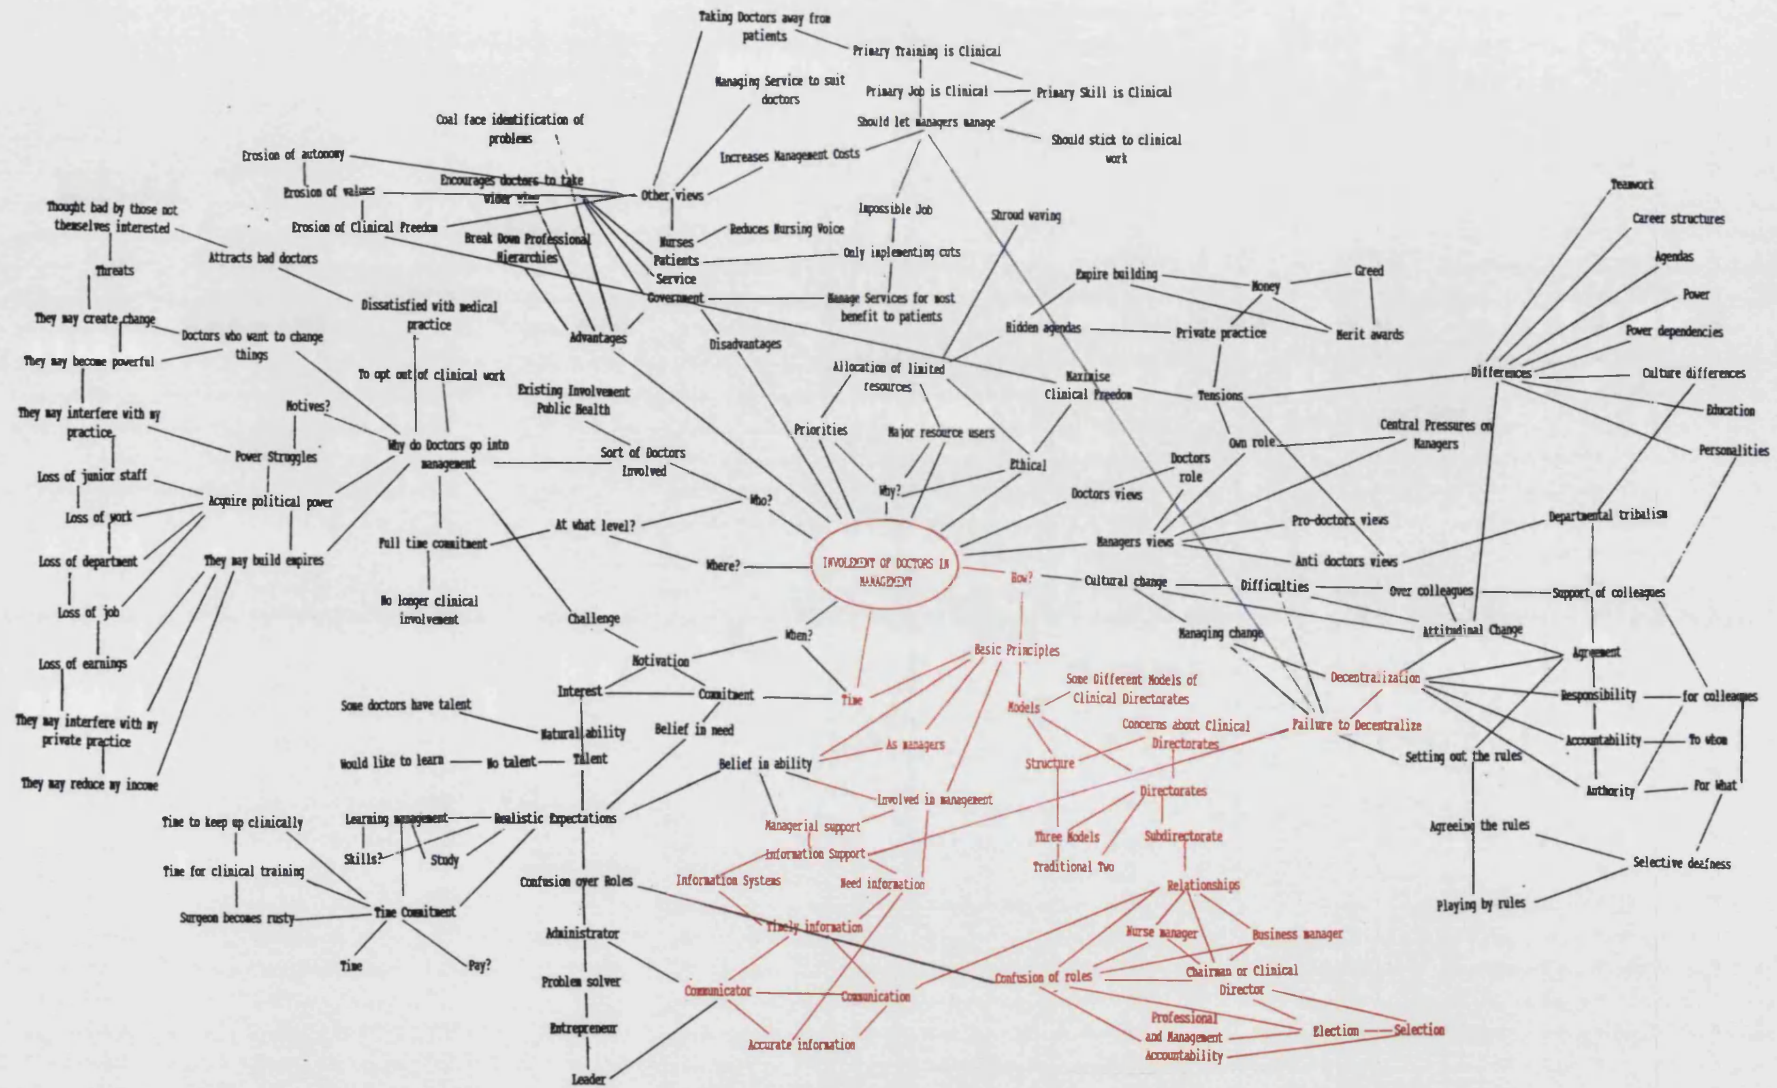 Taking Doctors away from
patients
Primary Training is Clinical
Managing Service to suit
doctors
Primary Job is Clinical
Primary Skill is Clinical
Coal face identification of
problems
Should let managers manage
Should stick to clinical
work
Erosion of autonomy
Increases Management Costs
Erosion of values
Encourages doctors to take
wider
Other views
Teamwork
Thought bad by those not
themselves interested
Impossible Job
Shroud waving
Career structures
Erosion of Clinical Freedom
Break Down Professional
Hierarchies
Nurses
Reduces Nursing Voice
Attracts bad doctors
Patients
Only implementing cuts
Agendas
Threats
Service
Empire building
Money
Greed
Government
Manage Services for most
benefit to patients
Power
Dissatisfied with medical
practice
They may create change
Doctors who want to change
things
Advantages
Disadvantages
Hidden agendas
Private practice
Merit awards
Power dependencies
They may become powerful
To opt out of clinical work
Existing Involvement
Public Health
Allocation of limited
resources
Maximise
Clinical Freedom
Tensions
Differences
Culture differences
They may interfere with my
practice
Motives?
Priorities
Major resource users
Own role
Central Pressures on
Managers
Education
Why do Doctors go into
management
Power Struggles
Sort of Doctors
Involved
Ethical
Doctors
role
Personalities
Loss of junior staff
Acquire political power
Who?
Why?
Doctors views
Loss of work
At what level?
Pro-doctors views
Departmental tribalism
Full time commitment
Managers views
Loss of department
They may build empires
Where?
INVOLEMENT OF DOCTORS IN
MANAGEMENT
Anti doctors views
How?
Cultural change
Difficulties
Over colleagues
Support of colleagues
Loss of job
No longer clinical
involvement
Challenge
When?
Managing change
Attitudinal Change
Loss of earnings
Motivation
Basic Principles
Agreement
Interest
Commitment
Time
Some Different Models of
Clinical Directorates
Decentralization
Responsibility
for colleagues
Some doctors have talent
Models
They may interfere with my
private practice
Natural ability
Belief in need
Concerns about Clinical
Directorates
Failure to Decentralize
As managers
Accountability
To whom
Would like to learn
No talent
Talent
Belief in ability
Structure
Setting out the rules
They may reduce my income
Involved in management
Directorates
Authority
For What
Time to keep up clinically
Learning management
Realistic Expectations
Managerial support
Three Models
Subdirectorate
Agreeing the rules
Skills?
Study
Information Support
Traditional Two
Selective deafness
Time for clinical training
Confusion over Roles
Information Systems
Need information
Relationships
Surgeon becomes rusty
Time Commitment
Timely information
Playing by rules
Administrator
Nurse manager
Business manager
Time
Pay?
Problem solver
Communicator
Communication
Confusion of roles
Chairman or Clinical
Director
Entrepreneur
Professional
and Management
Accountability
Election
Selection
Accurate information
Leader